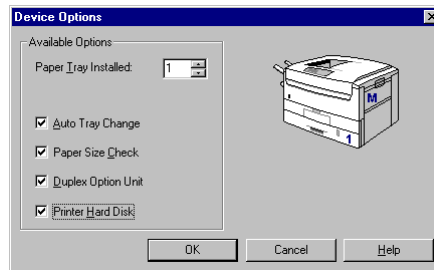 Device Options
Available Options
Paper Tray Installed: 1
Auto Tray Change
Paper Size Check
Duplex Option Unit
Printer Hard Disk
M
1
OK Cancel Help